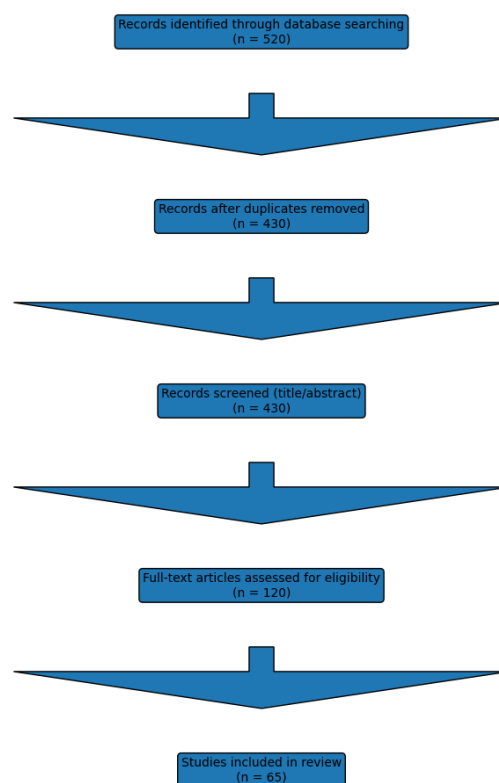 Records identified through database searching
(n = 520)
Records after duplicates removed
(n = 430)
Records screened (title/abstract)
(n = 430)
Full-text articles assessed for eligibility
(n = 120)
Studies included in review
(n = 65)